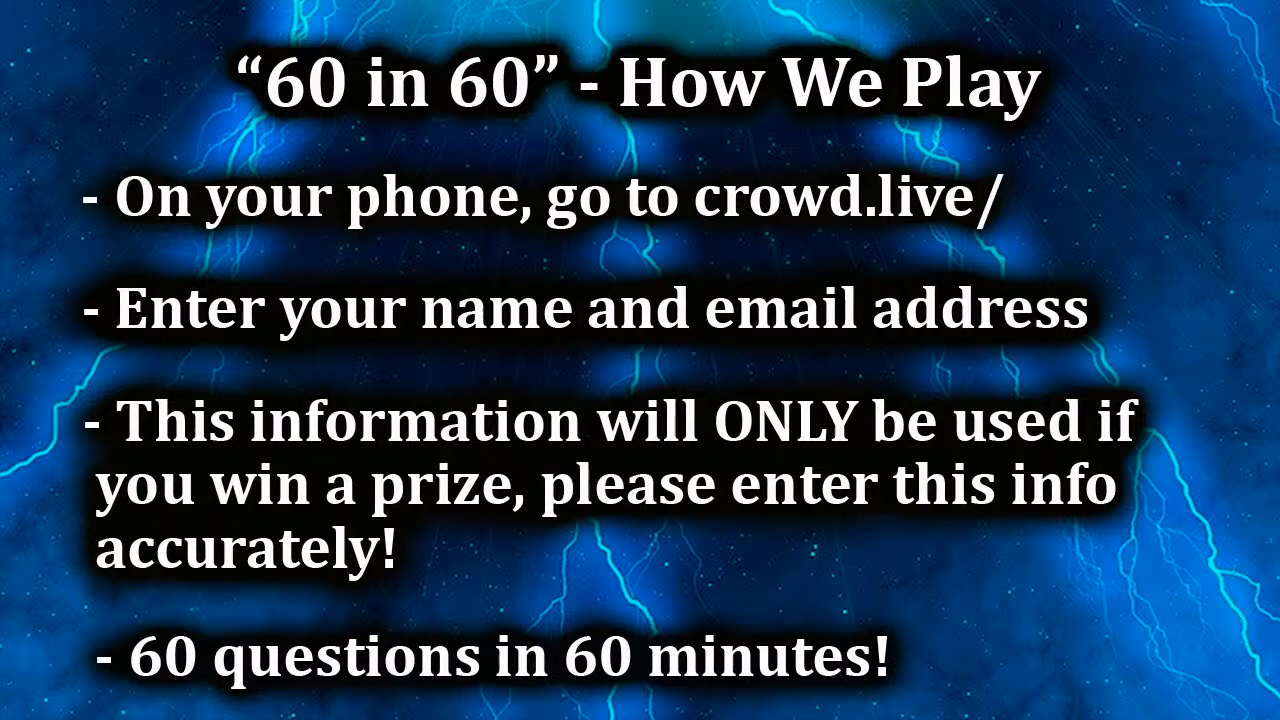 “60 in 60” - How We Play
- On your phone, go to crowd.live/
- Enter your name and email address
- This information will ONLY be used if
you win a prize, please enter this info
accurately!
- 60 questions in 60 minutes!